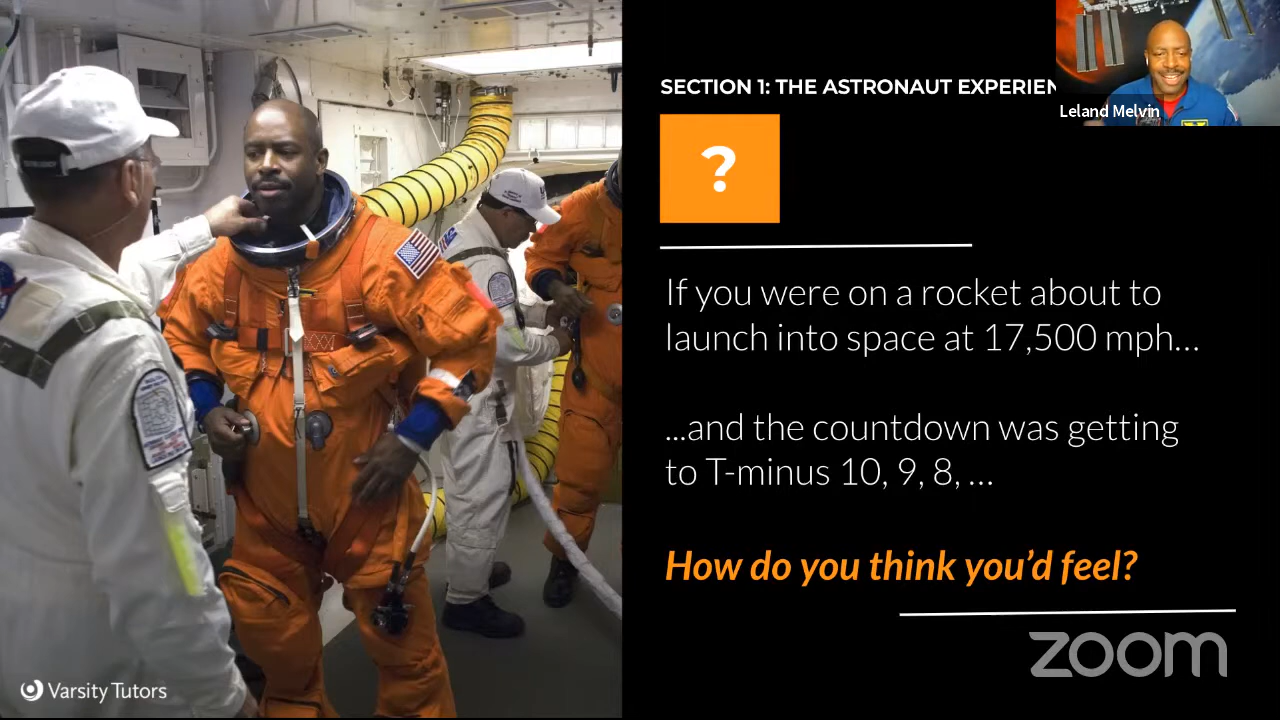 SECTION 1: THE ASTRONAUT EXPERIEN
Leland Melvin
?
If you were on a rocket about to
launch into space at 17,500 mph...
...and the countdown was getting
to T-minus 10, 9, 8, ...
How do you think you'd feel?
zoom
Varsity Tutors